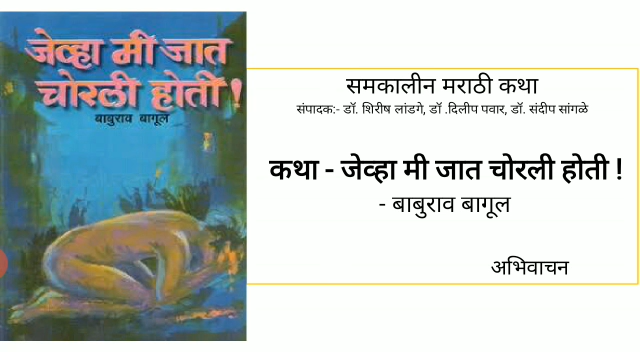 जेव्हा मी जात
चोरली होती !
बाबुराव बागूल
समकालीन मराठी कथा
संपादक:- डॉ. शिरीष लांडगे, डॉ .दिलीप पवार, डॉ. संदीप सांगळे
कथा - जेव्हा मी जात चोरली होती !
- बाबुराव बागूल
अभिवाचन